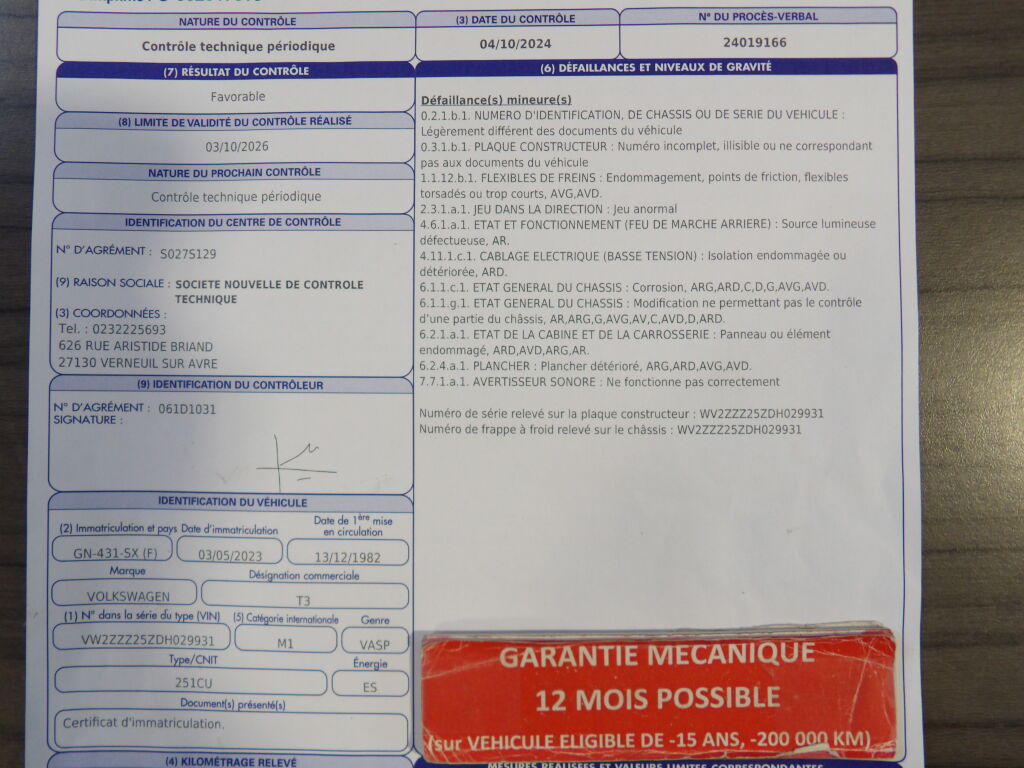 NATURE DU CONTRÔLE
Contrôle technique périodique
(3) DATE DU CONTRÔLE
04/10/2024
N° DU PROCÈS-VERBAL
24019166
(7) RÉSULTAT DU CONTRÔLE
Favorable
(8) LIMITE DE VALIDITÉ DU CONTRÔLE RÉALISÉ
03/10/2026
NATURE DU PROCHAIN CONTRÔLE
Contrôle technique périodique
IDENTIFICATION DU CENTRE DE CONTRÔLE
N° D'AGRÉMENT : S027S129
(9) RAISON SOCIALE : SOCIETE NOUVELLE DE CONTROLE
TECHNIQUE
(3) COORDONNÉES :
Tel. : 0232225693
626 RUE ARISTIDE BRIAND
27130 VERNEUIL SUR AVRE
(9) IDENTIFICATION DU CONTRÔLEUR
N° D'AGRÉMENT : 061D1031
SIGNATURE :
IDENTIFICATION DU VÉHICULE
(2) Immatriculation et pays
GN-431-SX (F)
Date d'immatriculation
03/05/2023
Date de 1ère mise
en circulation
13/12/1982
Marque
VOLKSWAGEN
Désignation commerciale
T3
(1) N° dans la série du type (VIN)
VW2ZZZ25ZDH029931
(5) Catégorie internationale
M1
Genre
VASP
Type/CNIT
251CU
Énergie
ES
Document(s) présenté(s)
Certificat d'immatriculation.
(4) KILOMÉTRAGE RELEVÉ
(6) DÉFAILLANCES ET NIVEAUX DE GRAVITÉ
Défaillance(s) mineure(s)
0.2.1.b.1. NUMERO D'IDENTIFICATION, DE CHASSIS OU DE SERIE DU VEHICULE :
Légèrement différent des documents du véhicule
0.3.1.b.1. PLAQUE CONSTRUCTEUR : Numéro incomplet, illisible ou ne correspondant
pas aux documents du véhicule
1.1.12.b.1. FLEXIBLES DE FREINS : Endommagement, points de friction, flexibles
torsadés ou trop courts, AVG,AVD.
2.3.1.a.1. JEU DANS LA DIRECTION : Jeu anormal
4.6.1.a.1. ETAT ET FONCTIONNEMENT (FEU DE MARCHE ARRIERE) : Source lumineuse
défectueuse, AR.
4.11.1.c.1. CABLAGE ELECTRIQUE (BASSE TENSION) : Isolation endommagée ou
détériorée, ARD.
6.1.1.c.1. ETAT GENERAL DU CHASSIS : Corrosion, ARG,ARD,C,D,G,AVG,AVD.
6.1.1.g.1. ETAT GENERAL DU CHASSIS : Modification ne permettant pas le contrôle
d'une partie du châssis, AR,ARG,G,AVG,AV,C,AVD,D,ARD.
6.2.1.a.1. ETAT DE LA CABINE ET DE LA CARROSSERIE : Panneau ou élément
endommagé, ARD,AVD,ARG,AR.
6.2.4.a.1. PLANCHER : Plancher détérioré, ARG,ARD,AVG,AVD.
7.7.1.a.1. AVERTISSEUR SONORE : Ne fonctionne pas correctement
Numéro de série relevé sur la plaque constructeur : WV2ZZZ25ZDH029931
Numéro de frappe à froid relevé sur le châssis : WV2ZZZ25ZDH029931
GARANTIE MECANIQUE
12 MOIS POSSIBLE
(sur VEHICULE ELIGIBLE DE -15 ANS, -200 000 KM)
MESURES RÉALISÉES ET VALEURS LIMITES CORRESPONDANTES